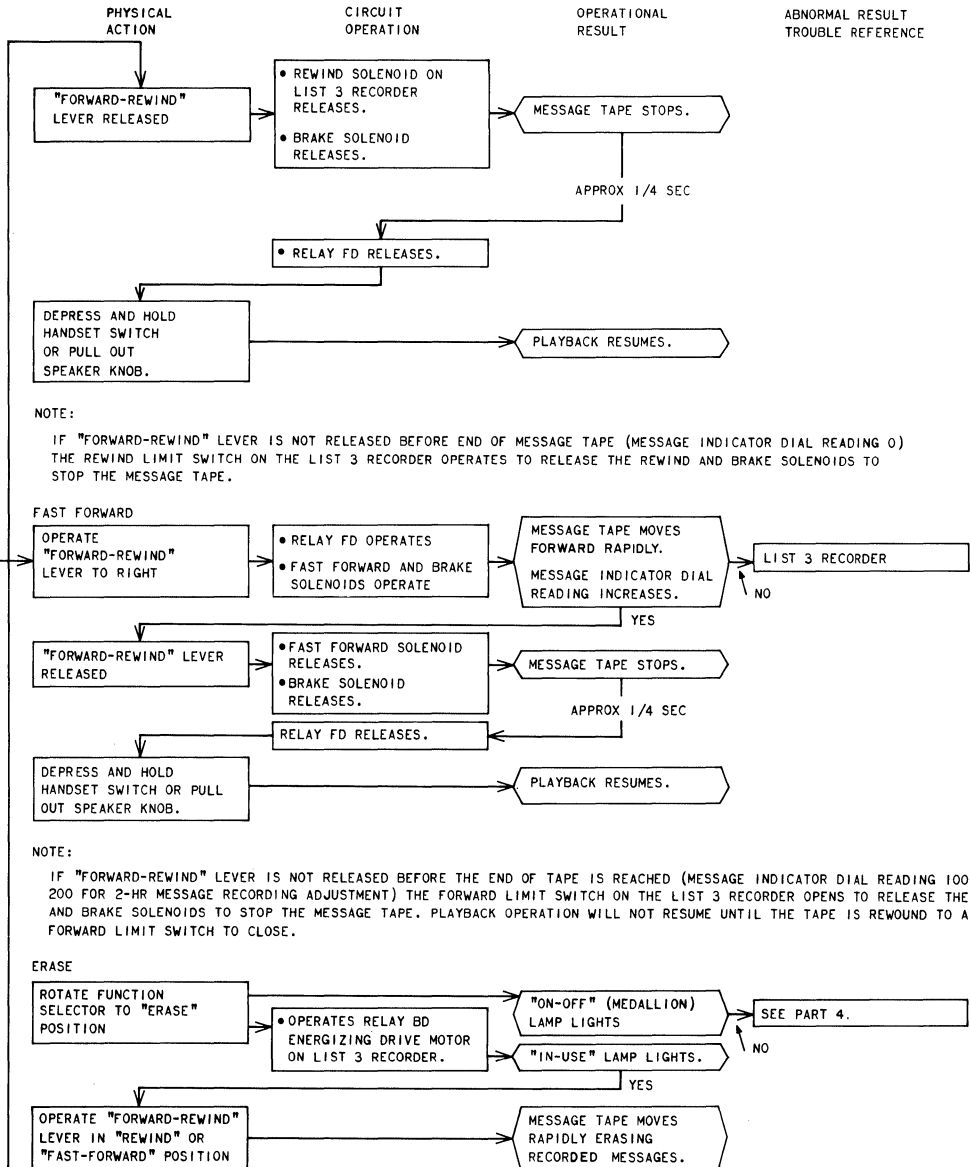 PHYSICAL ACTION
CIRCUIT OPERATION
OPERATIONAL RESULT
ABNORMAL RESULT TROUBLE REFERENCE
"FORWARD-REWIND"
LEVER RELEASED
• REWIND SOLENOID ON
LIST 3 RECORDER
RELEASES.
• BRAKE SOLENOID
RELEASES.
MESSAGE TAPE STOPS.
APPROX 1/4 SEC
• RELAY FD RELEASES.
DEPRESS AND HOLD
HANDSET SWITCH
OR PULL OUT
SPEAKER KNOB.
PLAYBACK RESUMES.
NOTE:
IF "FORWARD-REWIND" LEVER IS NOT RELEASED BEFORE END OF MESSAGE TAPE (MESSAGE INDICATOR DIAL READING 0)
THE REWIND LIMIT SWITCH ON THE LIST 3 RECORDER OPERATES TO RELEASE THE REWIND AND BRAKE SOLENOIDS TO
STOP THE MESSAGE TAPE.
FAST FORWARD
OPERATE
"FORWARD-REWIND"
LEVER TO RIGHT
• RELAY FD OPERATES
• FAST FORWARD AND BRAKE
SOLENOIDS OPERATE
MESSAGE TAPE MOVES
FORWARD RAPIDLY.
MESSAGE INDICATOR DIAL
READING INCREASES.
LIST 3 RECORDER
NO
YES
"FORWARD-REWIND" LEVER
RELEASED
• FAST FORWARD SOLENOID
RELEASES.
• BRAKE SOLENOID
RELEASES.
MESSAGE TAPE STOPS.
APPROX 1/4 SEC
RELAY FD RELEASES.
DEPRESS AND HOLD
HANDSET SWITCH OR PULL
OUT SPEAKER KNOB.
PLAYBACK RESUMES.
NOTE:
IF "FORWARD-REWIND" LEVER IS NOT RELEASED BEFORE THE END OF TAPE IS REACHED (MESSAGE INDICATOR DIAL READING 100
200 FOR 2-HR MESSAGE RECORDING ADJUSTMENT) THE FORWARD LIMIT SWITCH ON THE LIST 3 RECORDER OPENS TO RELEASE THE
AND BRAKE SOLENOIDS TO STOP THE MESSAGE TAPE. PLAYBACK OPERATION WILL NOT RESUME UNTIL THE TAPE IS REWOUND TO A
FORWARD LIMIT SWITCH TO CLOSE.
ERASE
ROTATE FUNCTION
SELECTOR TO "ERASE"
POSITION
• OPERATES RELAY BD
ENERGIZING DRIVE MOTOR
ON LIST 3 RECORDER.
"ON-OFF" (MEDALLION)
LAMP LIGHTS
SEE PART 4.
NO
"IN-USE" LAMP LIGHTS.
YES
OPERATE "FORWARD-REWIND"
LEVER IN "REWIND" OR
"FAST-FORWARD" POSITION
MESSAGE TAPE MOVES
RAPIDLY ERASING
RECORDED MESSAGES.